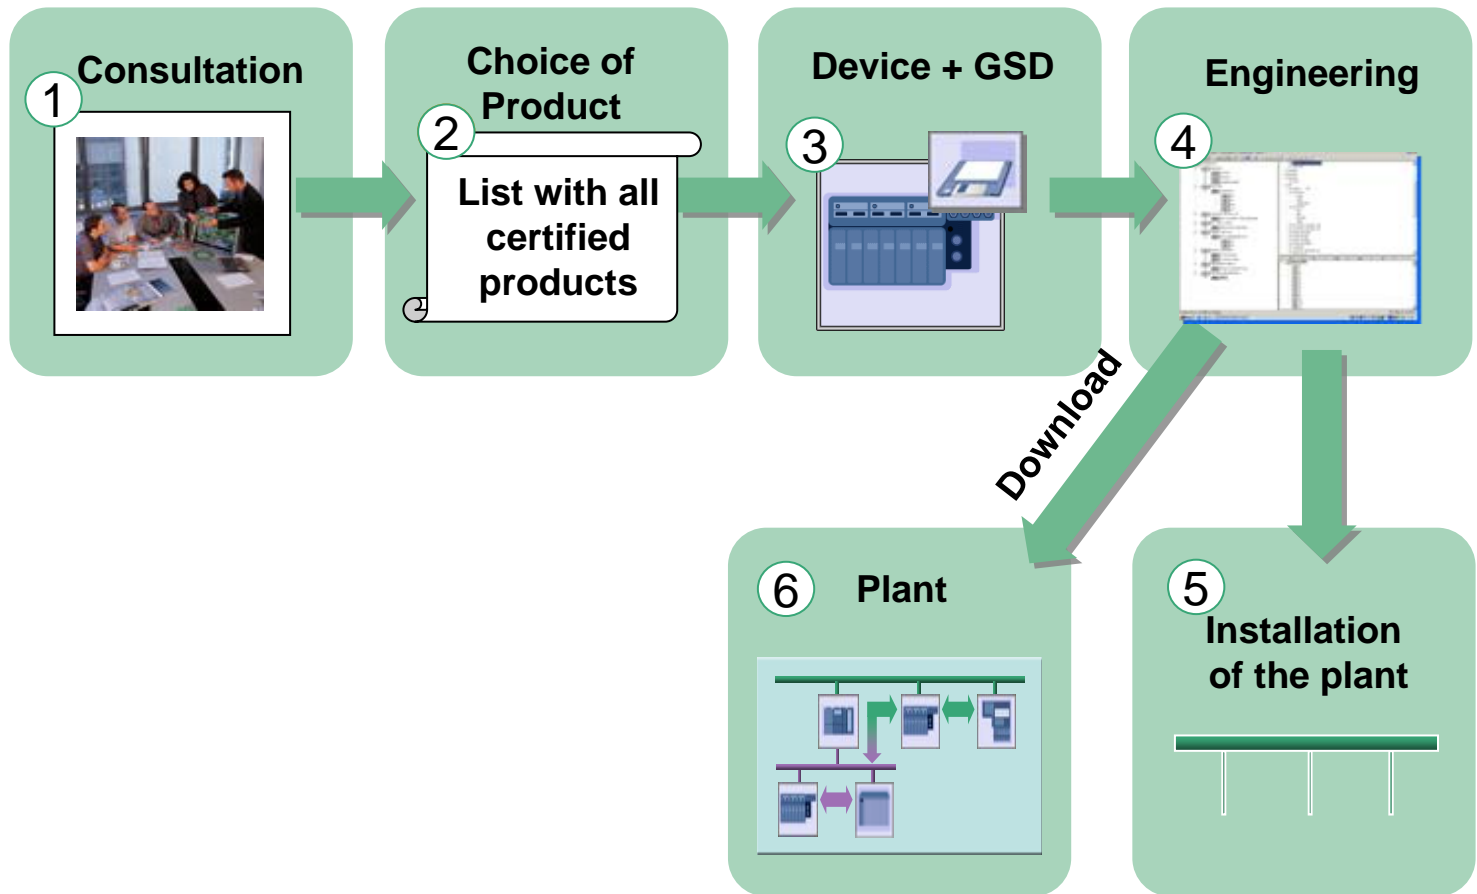 1
Consultation
2
Choice of
Product
List with all
certified
products
3
Device + GSD
4
Engineering
Download
6
Plant
5
Installation
of the plant